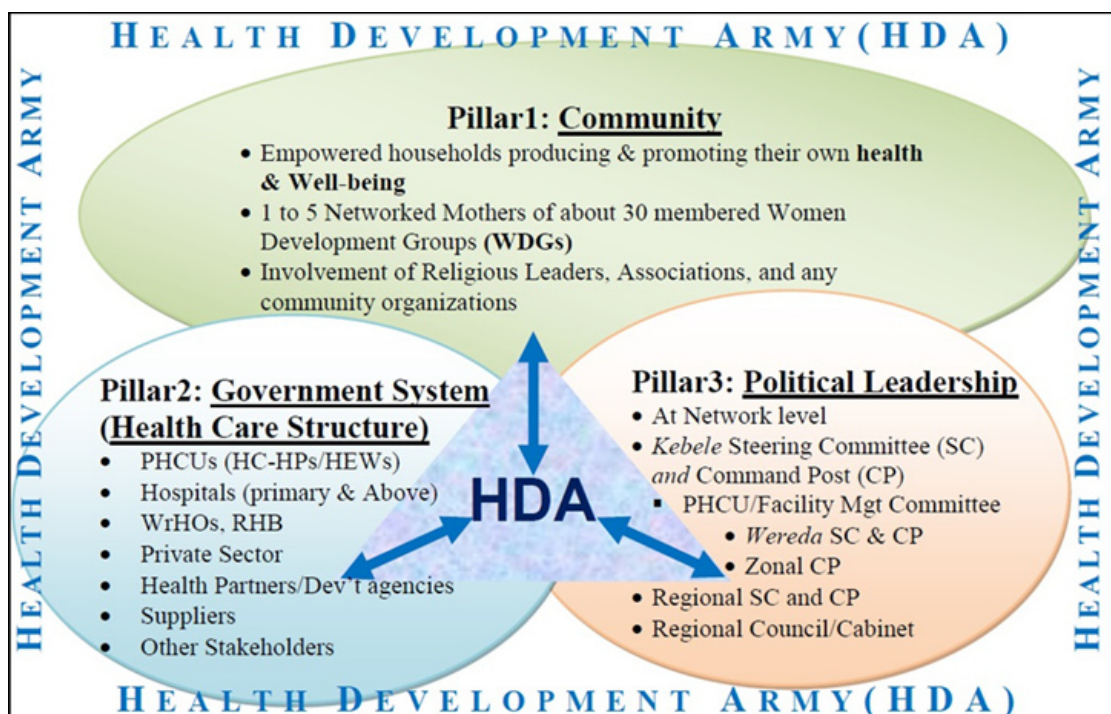 HEALTH DEVELOPMENT ARMY(HDA)
HEALTH DEVELOPMENT ARMY
HEALTH DEVELOPMENT ARMY
Pillar1: Community
• Empowered households producing & promoting their own health
& Well-being
• 1 to 5 Networked Mothers of about 30 membered Women
Development Groups (WDGs)
• Involvement of Religious Leaders, Associations, and any
community organizations
Pillar2: Government System
(Health Care Structure)
• PHCUs (HC-HPs/HEWs)
• Hospitals (primary & Above)
• WrHOs, RHB
• Private Sector
• Health Partners/Dev't agencies
• Suppliers
• Other Stakeholders
HDA
Pillar3: Political Leadership
• At Network level
• Kebele Steering Committee (SC)
and Command Post (CP)
▪ PHCU/Facility Mgt Committee
• Wereda SC & CP
• Zonal CP
• Regional SC and CP
• Regional Council/Cabinet
HEALTH DEVELOPMENT ARMY(HDA)